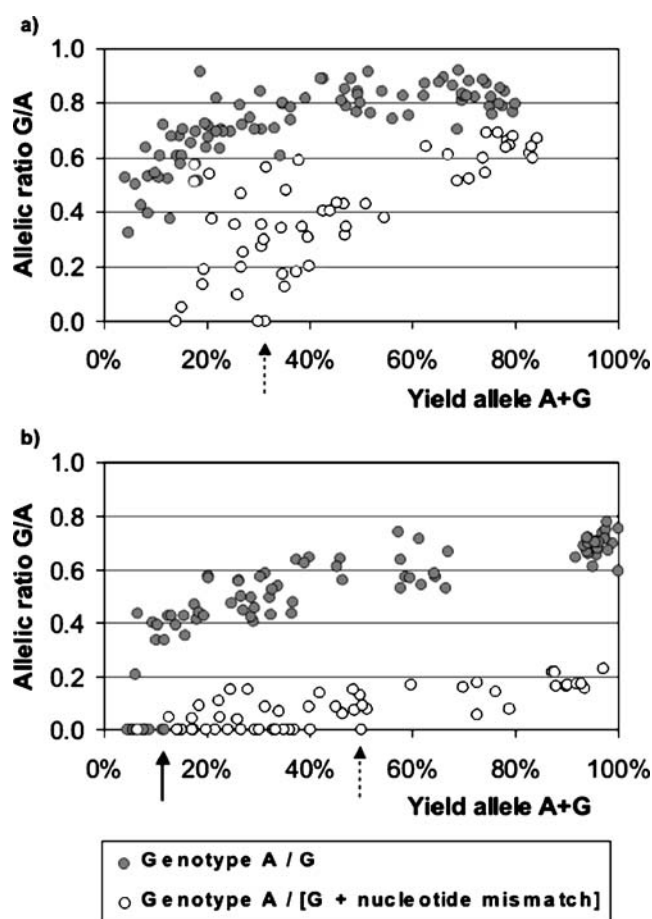 a)
Allelic ratio G/A
1.0
0.8
0.6
0.4
0.2
0.0
0% 20% 40% 60% 80% 100%
Yield allele A+G
b)
Allelic ratio G/A
1.0
0.8
0.6
0.4
0.2
0.0
0% 20% 40% 60% 80% 100%
Yield allele A+G
Genotype A / G
Genotype A / [G + nucleotide mismatch]